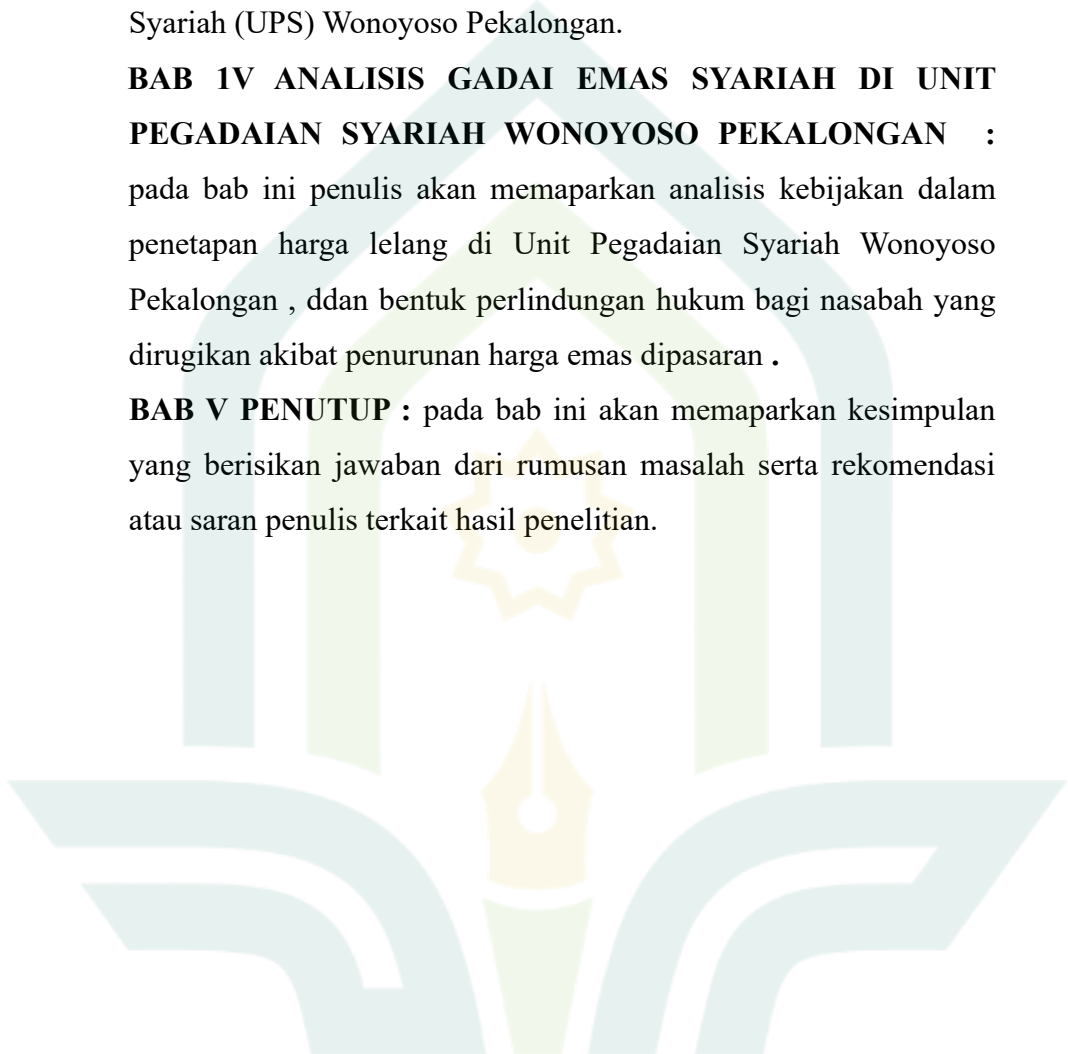 Syariah (UPS) Wonoyoso Pekalongan.
BAB 1V ANALISIS GADAI EMAS SYARIAH DI UNIT
PEGADAIAN SYARIAH WONOYOSO PEKALONGAN :
pada bab ini penulis akan memaparkan analisis kebijakan dalam
penetapan harga lelang di Unit Pegadaian Syariah Wonoyoso
Pekalongan , ddan bentuk perlindungan hukum bagi nasabah yang
dirugikan akibat penurunan harga emas dipasaran .
BAB V PENUTUP : pada bab ini akan memaparkan kesimpulan
yang berisikan jawaban dari rumusan masalah serta rekomendasi
atau saran penulis terkait hasil penelitian.